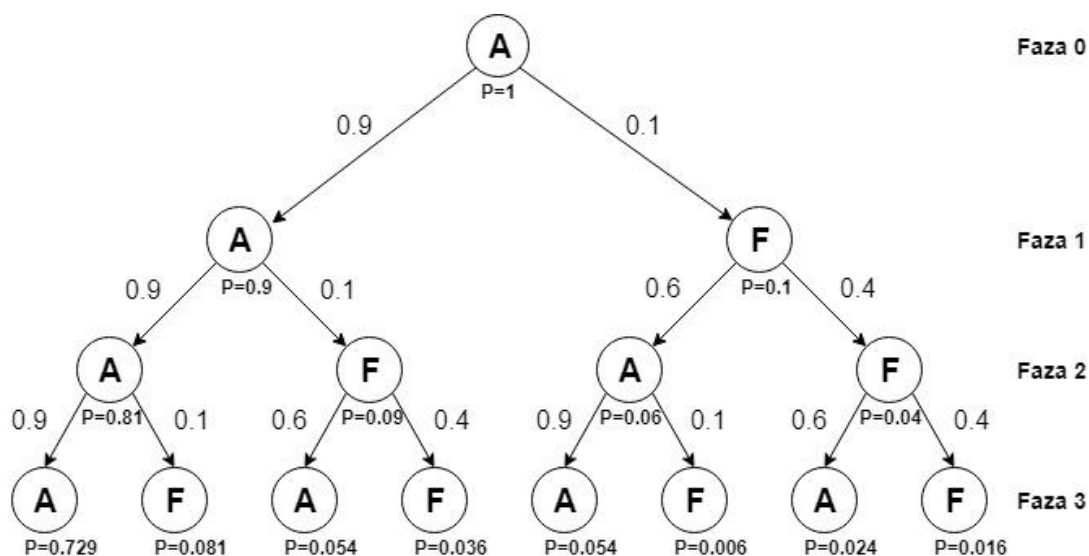 A Faza 0
P=1
0.9 0.1
A F Faza 1
P=0.9 P=0.1
0.9 0.1 0.6 0.4
A F A F Faza 2
P=0.81 P=0.09 P=0.06 P=0.04
0.9 0.1 0.6 0.4 0.9 0.1 0.6 0.4
A F A F A F A F Faza 3
P=0.729 P=0.081 P=0.054 P=0.036 P=0.054 P=0.006 P=0.024 P=0.016